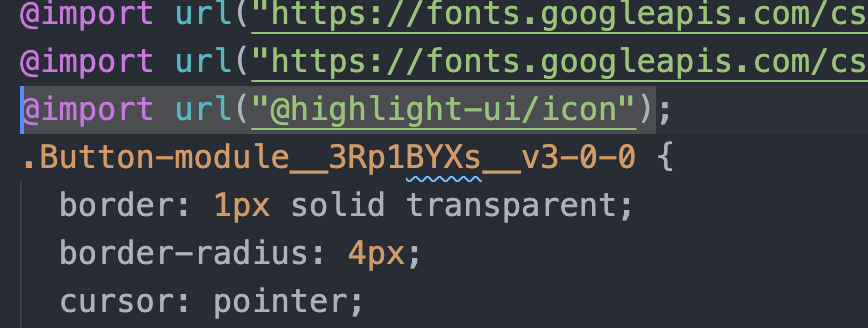 @import url("https://fonts.googleapis.com/cs
@import url("https://fonts.googleapis.com/cs
@import url("@highlight-ui/icon");
.Button-module__3Rp1BYXs__v3-0-0 {
border: 1px solid transparent;
border-radius: 4px;
cursor: pointer;